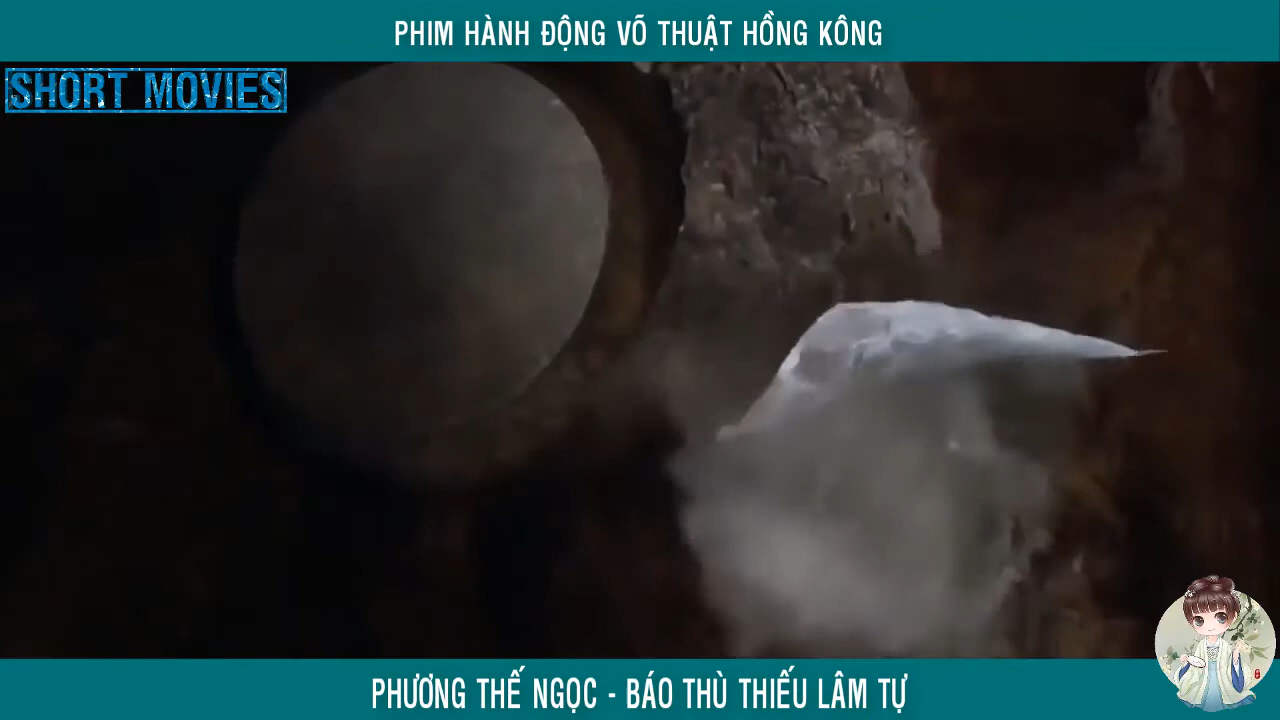 PHIM HÀNH ĐỘNG VÕ THUẬT HỒNG KÔNG
SHORT MOVIES
PHƯƠNG THẾ NGỌC - BÁO THÙ THIẾU LÂM TỰ